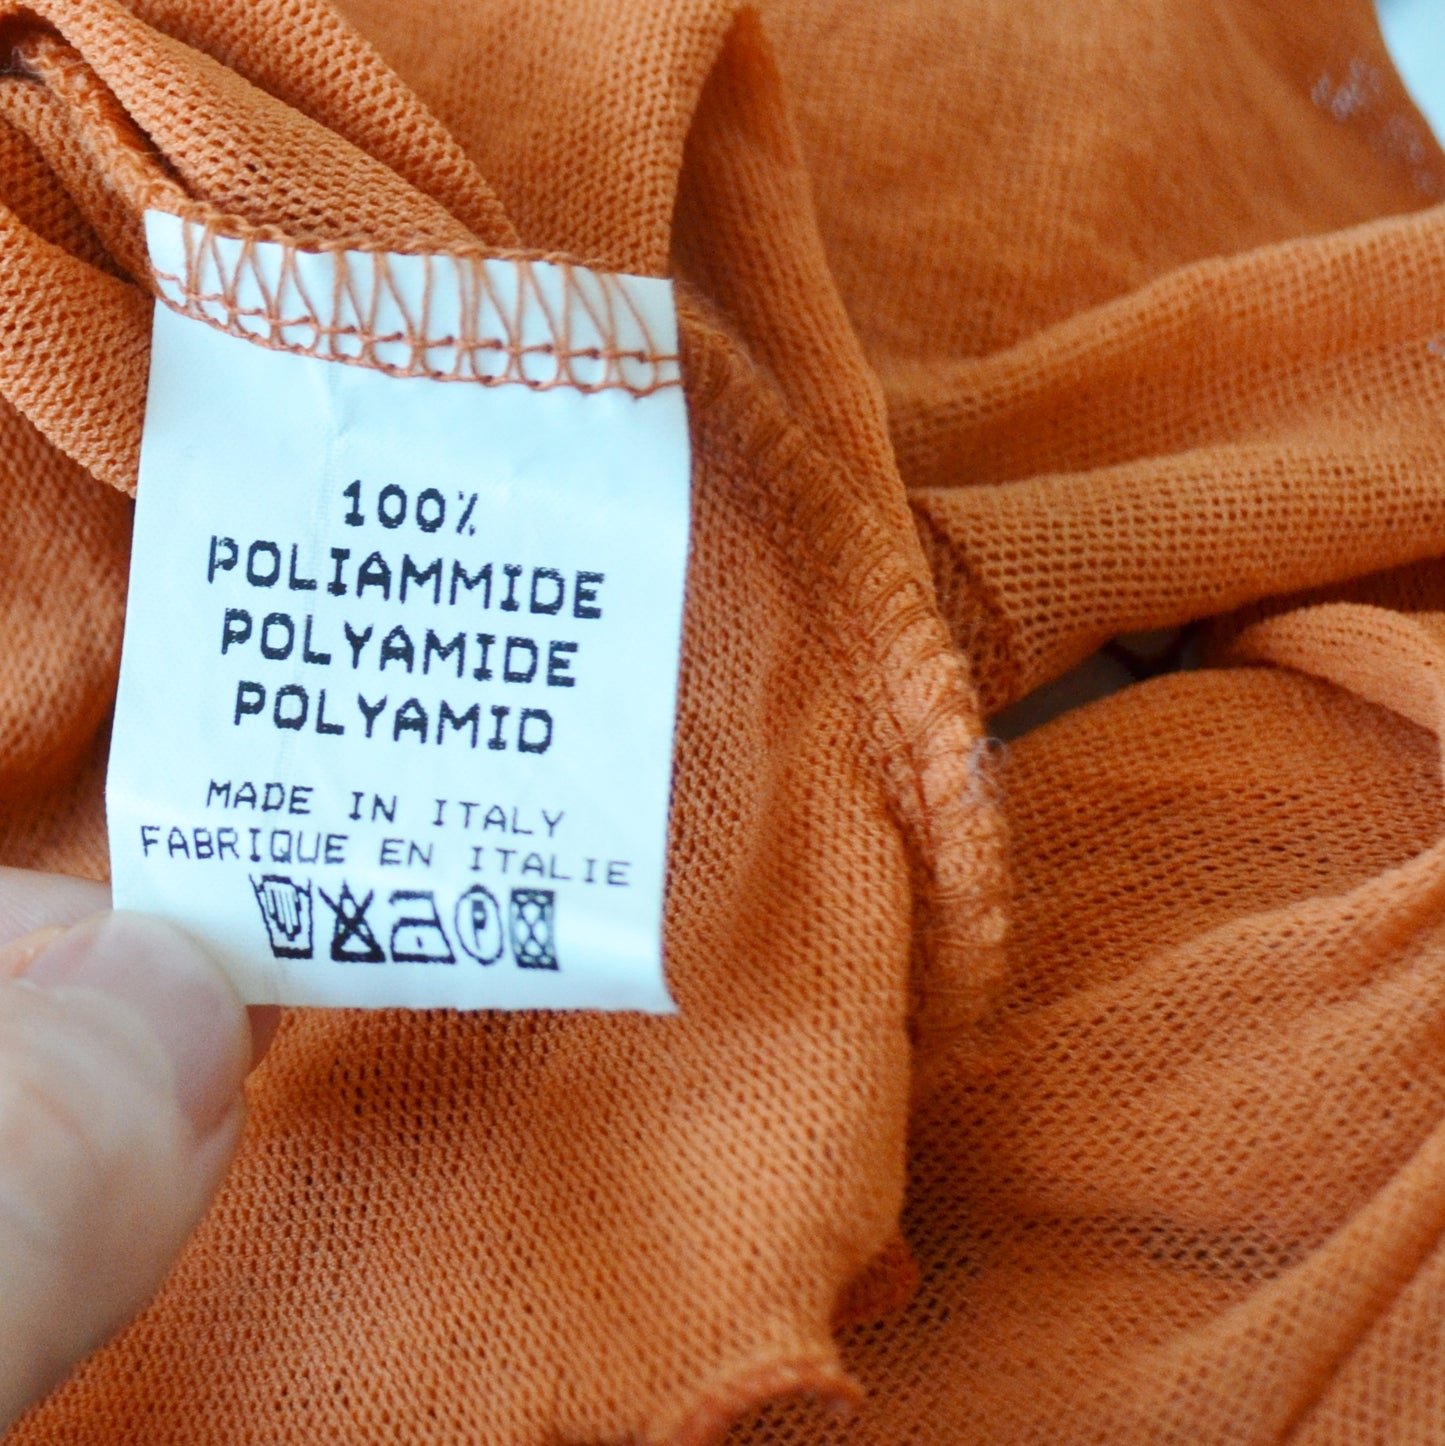 100%
POLIAMMIDE
POLYAMIDE
POLYAMID
MADE IN ITALY
FABRIQUE EN ITALIE
P